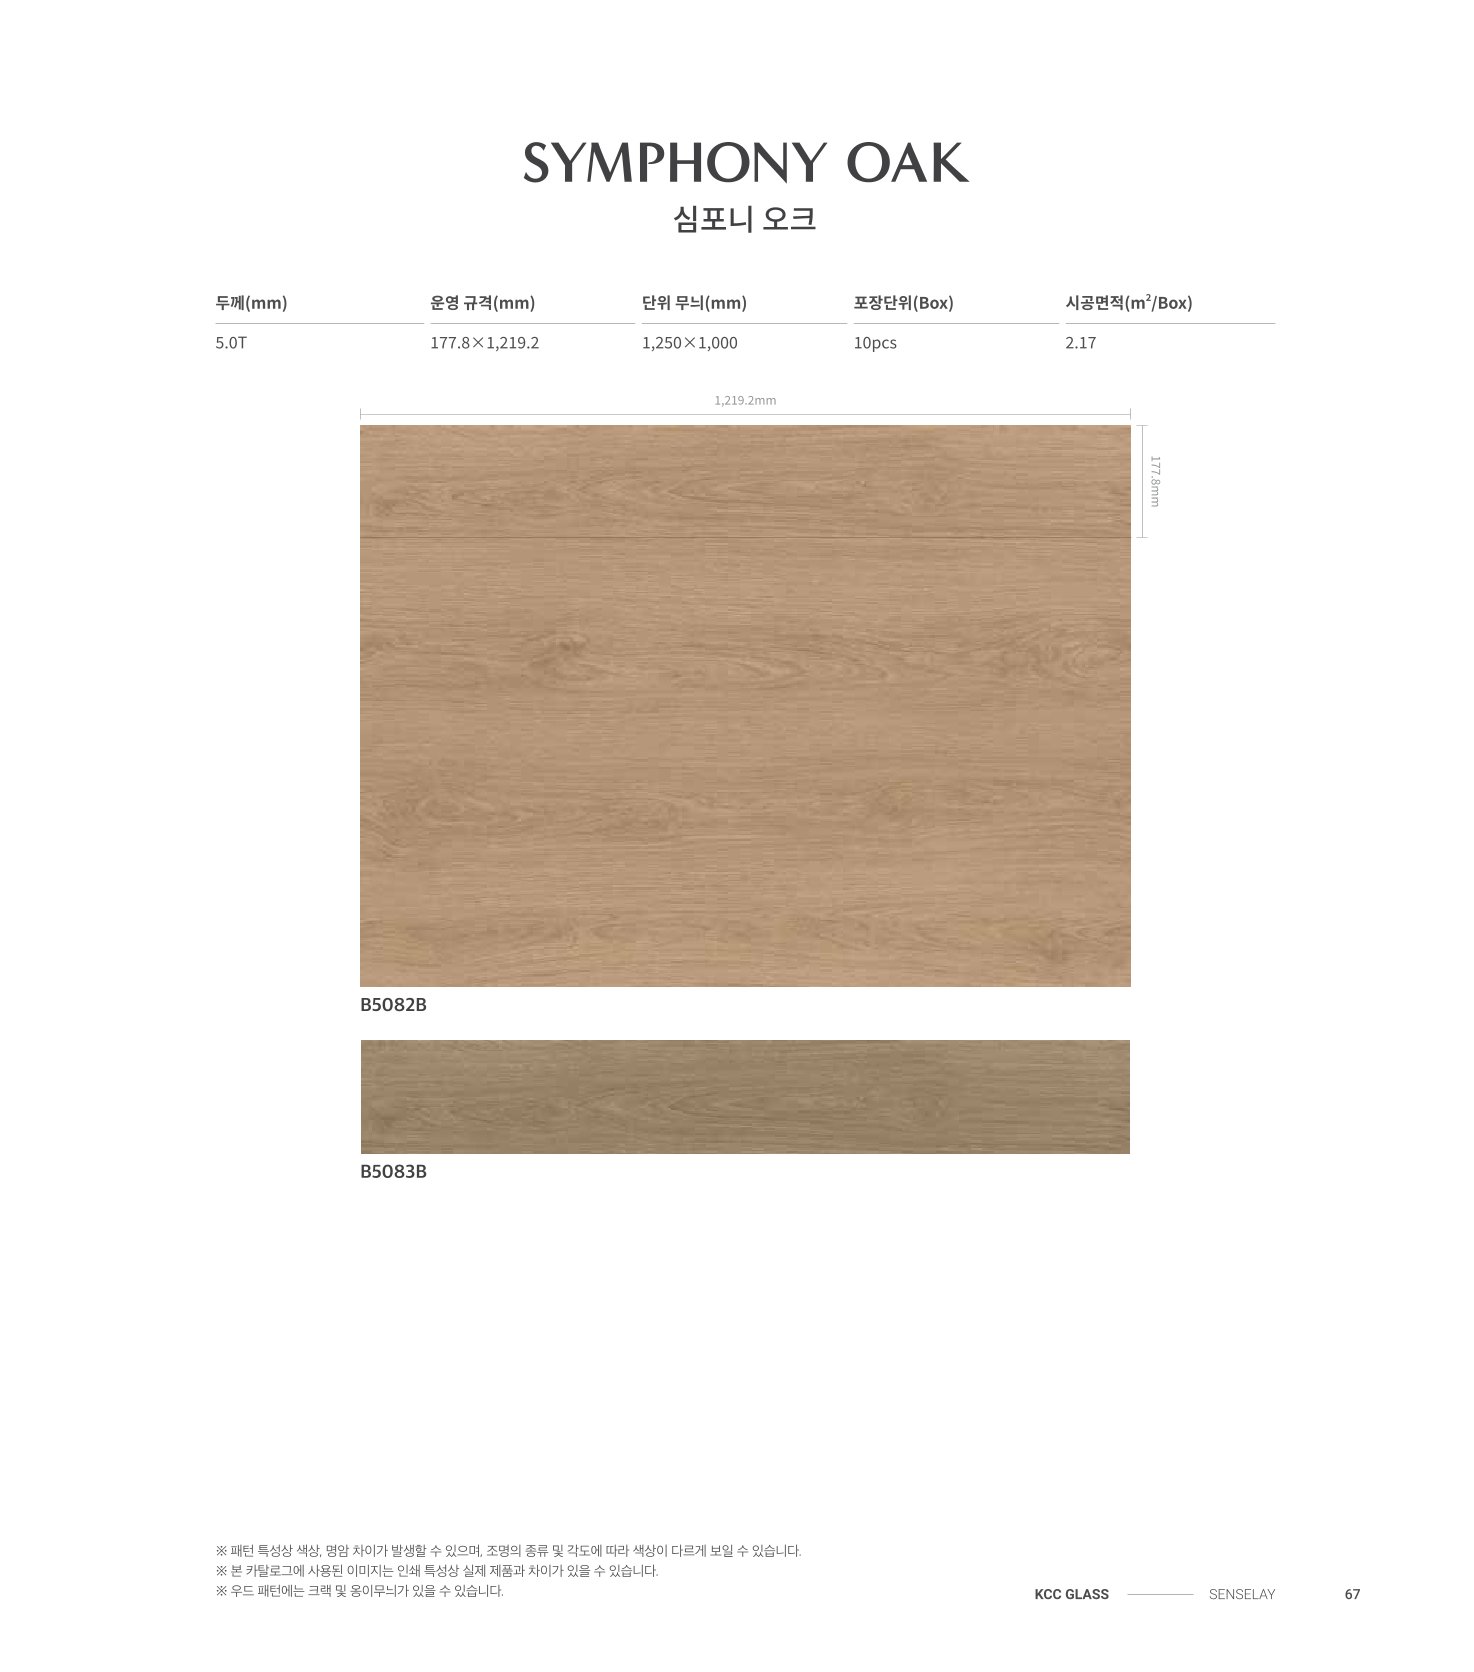 SYMPHONY OAK
심포니 오크
두께(mm) 운영 규격(mm) 단위 무늬(mm) 포장단위(Box) 시공면적(m²/Box)
5.0T 177.8×1,219.2 1,250×1,000 10pcs 2.17
1,219.2mm
177.8mm
B5082B
B5083B
※ 패턴 특성상 색상, 명암 차이가 발생할 수 있으며, 조명의 종류 및 각도에 따라 색상이 다르게 보일 수 있습니다.
※ 본 카탈로그에 사용된 이미지는 인쇄 특성상 실제 제품과 차이가 있을 수 있습니다.
※ 우드 패턴에는 크랙 및 옹이무늬가 있을 수 있습니다.
KCC GLASS SENSELAY 67